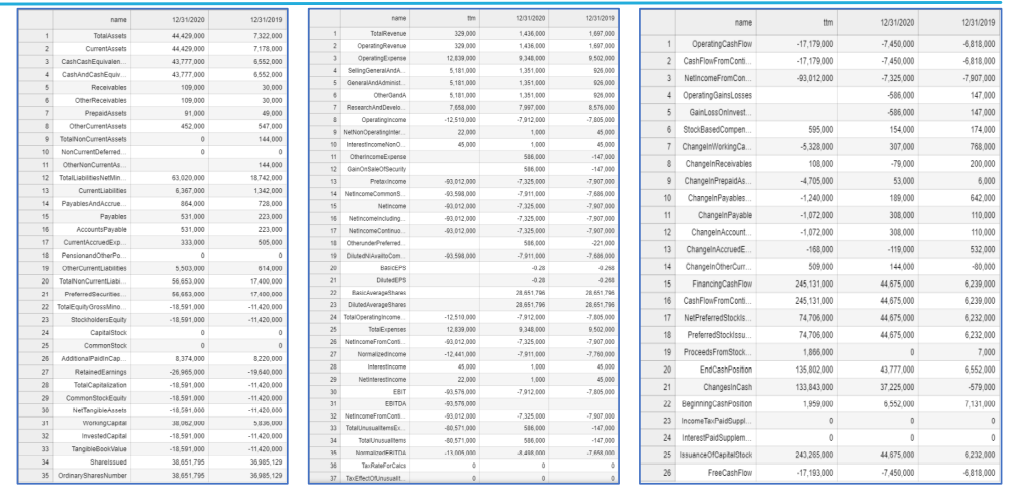 name 12/31/2020 12/31/2019
1 TotalAssets 44,429,000 7,322,000
2 CurrentAssets 44,429,000 7,178,000
3 CashCashEquivalen... 43,777,000 6,552,000
4 CashAndCashEquiv... 43,777,000 6,552,000
5 Receivables 109,000 30,000
6 OtherReceivables 109,000 30,000
7 PrepaidAssets 91,000 49,000
8 OtherCurrentAssets 452,000 547,000
9 TotalNonCurrentAssets 0 144,000
10 NonCurrentDeferred... 0 0
11 OtherNonCurrentAs... 144,000
12 TotalLiabilitiesNetMin... 63,020,000 18,742,000
13 CurrentLiabilities 6,367,000 1,342,000
14 PayablesAndAccrue... 864,000 728,000
15 Payables 531,000 223,000
16 AccountsPayable 531,000 223,000
17 CurrentAccruedExp... 333,000 505,000
18 PensionandOtherPo... 0 0
19 OtherCurrentLiabilities 5,503,000 614,000
20 TotalNonCurrentLiabi... 56,653,000 17,400,000
21 PreferredSecurities... 56,653,000 17,400,000
22 TotalEquityGrossMino... -18,591,000 -11,420,000
23 StockholdersEquity -18,591,000 -11,420,000
24 CapitalStock 0 0
25 CommonStock 0 0
26 AdditionalPaidInCap... 8,374,000 8,220,000
27 RetainedEarnings -26,965,000 -19,640,000
28 TotalCapitalization -18,591,000 -11,420,000
29 CommonStockEquity -18,591,000 -11,420,000
30 NetTangibleAssets -18,591,000 -11,420,000
31 WorkingCapital 38,062,000 5,836,000
32 InvestedCapital -18,591,000 -11,420,000
33 TangibleBookValue -18,591,000 -11,420,000
34 ShareIssued 38,651,795 36,985,129
35 OrdinarySharesNumber 38,651,795 36,985,129
name ttm 12/31/2020 12/31/2019
1 TotalRevenue 329,000 1,436,000 1,697,000
2 OperatingRevenue 329,000 1,436,000 1,697,000
3 OperatingExpense 12,839,000 9,348,000 9,502,000
4 SellingGeneralAndA... 5,181,000 1,351,000 926,000
5 GeneralAndAdminist... 5,181,000 1,351,000 926,000
6 OtherGandA 5,181,000 1,351,000 926,000
7 ResearchAndDevelo... 7,658,000 7,997,000 8,576,000
8 OperatingIncome -12,510,000 -7,912,000 -7,805,000
9 NetNonOperatingInter... 22,000 1,000 45,000
10 InterestIncomeNonO... 45,000 1,000 45,000
11 OtherIncomeExpense 586,000 -147,000
12 GainOnSaleOfSecurity 586,000 -147,000
13 PretaxIncome -93,012,000 -7,325,000 -7,907,000
14 NetIncomeCommonS... -93,598,000 -7,911,000 -7,686,000
15 NetIncome -93,012,000 -7,325,000 -7,907,000
16 NetIncomeIncluding... -93,012,000 -7,325,000 -7,907,000
17 NetIncomeContinuo... -93,012,000 -7,325,000 -7,907,000
18 OtherunderPreferred... 586,000 -221,000
19 DilutedNIAvailtoCom... -93,598,000 -7,911,000 -7,686,000
20 BasicEPS -0.28 -0.268
21 DilutedEPS -0.28 -0.268
22 BasicAverageShares 28,651,796 28,651,796
23 DilutedAverageShares 28,651,796 28,651,796
24 TotalOperatingIncome... -12,510,000 -7,912,000 -7,805,000
25 TotalExpenses 12,839,000 9,348,000 9,502,000
26 NetIncomeFromConti... -93,012,000 -7,325,000 -7,907,000
27 NormalizedIncome -12,441,000 -7,911,000 -7,760,000
28 InterestIncome 45,000 1,000 45,000
29 NetInterestIncome 22,000 1,000 45,000
30 EBIT -93,576,000 -7,912,000 -7,805,000
31 EBITDA -93,576,000
32 NetIncomeFromConti... -93,012,000 -7,325,000 -7,907,000
33 TotalUnusualItemsEx... -80,571,000 586,000 -147,000
34 TotalUnusualItems -80,571,000 586,000 -147,000
35 NormalizedEBITDA -13,005,000 -8,498,000 -7,658,000
36 TaxRateForCalcs 0 0 0
37 TaxEffectOfUnusualIt... 0 0 0
name ttm 12/31/2020 12/31/2019
1 OperatingCashFlow -17,179,000 -7,450,000 -6,818,000
2 CashFlowFromConti... -17,179,000 -7,450,000 -6,818,000
3 NetIncomeFromCon... -93,012,000 -7,325,000 -7,907,000
4 OperatingGainsLosses -586,000 147,000
5 GainLossOnInvest... -586,000 147,000
6 StockBasedCompen... 595,000 154,000 174,000
7 ChangeInWorkingCa... -5,328,000 307,000 768,000
8 ChangeInReceivables 108,000 -79,000 200,000
9 ChangeInPrepaidAs... -4,705,000 53,000 6,000
10 ChangeInPayables... -1,240,000 189,000 642,000
11 ChangeInPayable -1,072,000 308,000 110,000
12 ChangeInAccount... -1,072,000 308,000 110,000
13 ChangeInAccruedE... -168,000 -119,000 532,000
14 ChangeInOtherCurr... 509,000 144,000 -80,000
15 FinancingCashFlow 245,131,000 44,675,000 6,239,000
16 CashFlowFromConti... 245,131,000 44,675,000 6,239,000
17 NetPreferredStockIs... 74,706,000 44,675,000 6,232,000
18 PreferredStockIssu... 74,706,000 44,675,000 6,232,000
19 ProceedsFromStock... 1,866,000 0 7,000
20 EndCashPosition 135,802,000 43,777,000 6,552,000
21 ChangesInCash 133,843,000 37,225,000 -579,000
22 BeginningCashPosition 1,959,000 6,552,000 7,131,000
23 IncomeTaxPaidSuppl... 0 0 0
24 InterestPaidSupplem... 0 0 0
25 IssuanceOfCapitalStock 243,265,000 44,675,000 6,232,000
26 FreeCashFlow -17,193,000 -7,450,000 -6,818,000